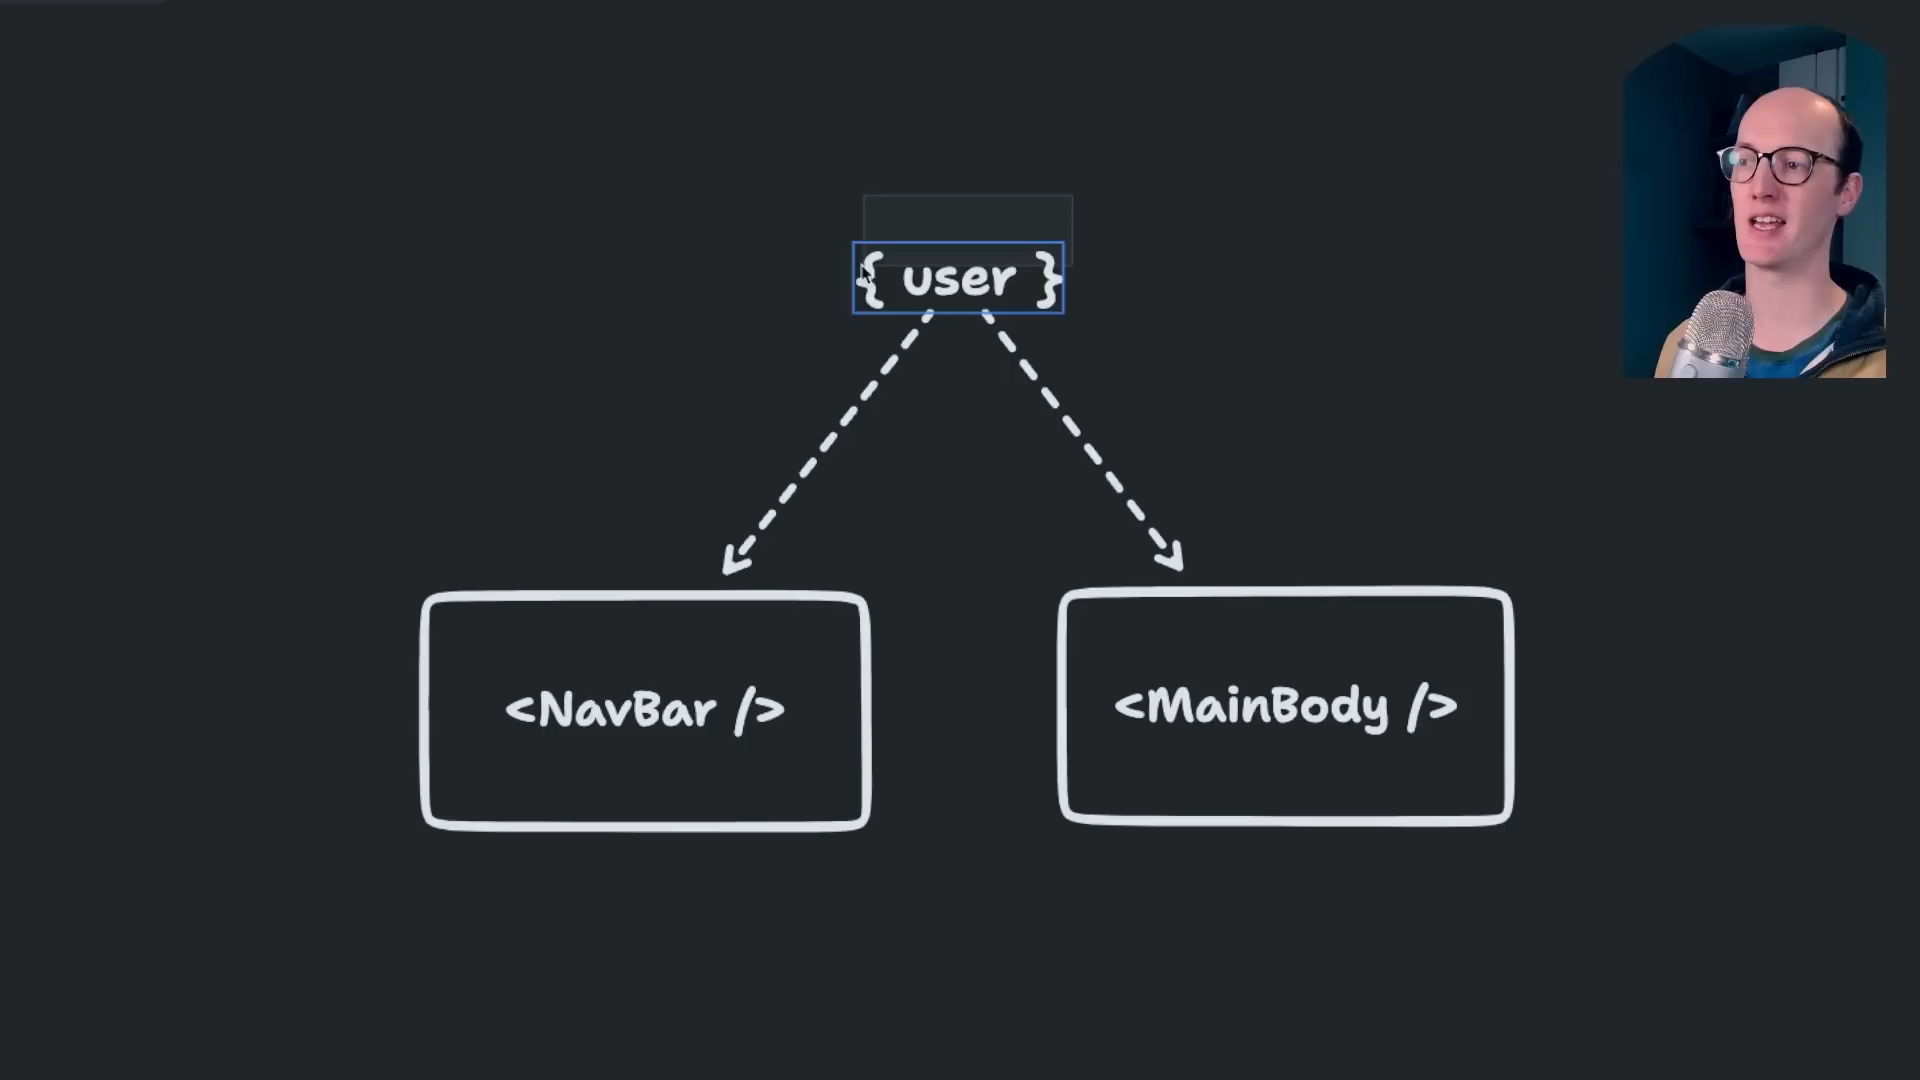 { user }
<NavBar />
<MainBody />